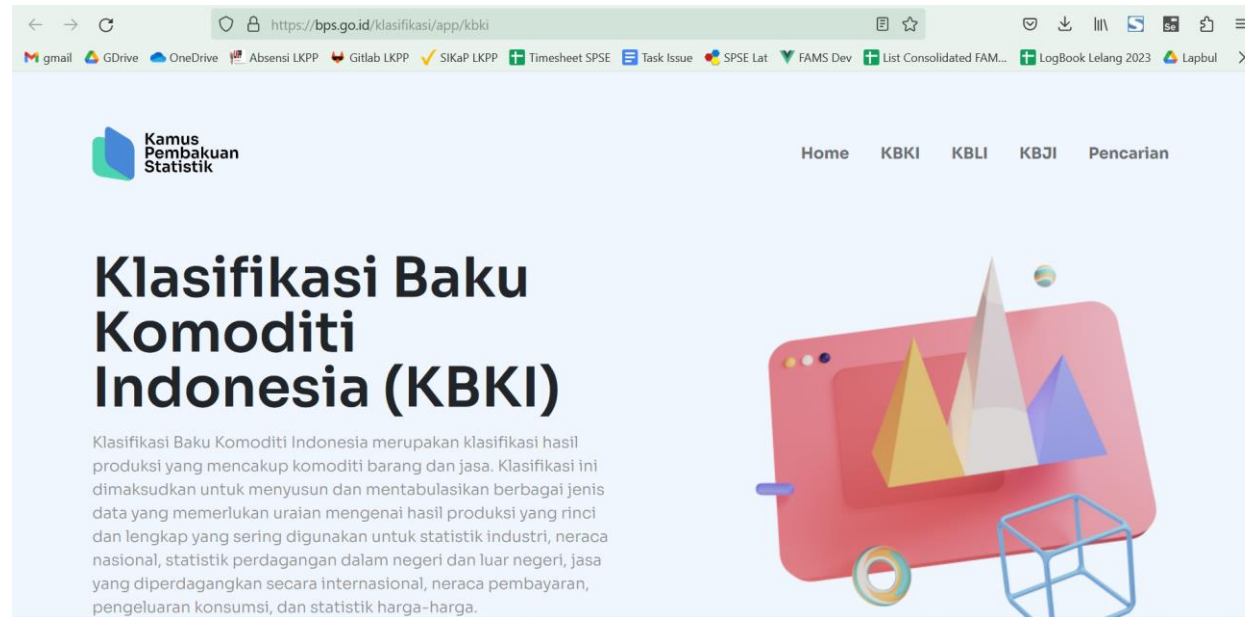 https://bps.go.id/klasifikasi/app/kbki
Se
gmail GDrive OneDrive Absensi LKPP Gitlab LKPP SIKaP LKPP Timesheet SPSE Task Issue SPSE Lat FAMS Dev List Consolidated FAM... LogBook Lelang 2023 Lapbul
Kamus
Pembakuan
Statistik
Home KBKI KBLI KBJI Pencarian
Klasifikasi Baku
Komoditi
Indonesia (KBKI)
Klasifikasi Baku Komoditi Indonesia merupakan klasifikasi hasil
produksi yang mencakup komoditi barang dan jasa. Klasifikasi ini
dimaksudkan untuk menyusun dan mentabulasikan berbagai jenis
data yang memerlukan uraian mengenai hasil produksi yang rinci
dan lengkap yang sering digunakan untuk statistik industri, neraca
nasional, statistik perdagangan dalam negeri dan luar negeri, jasa
yang diperdagangkan secara internasional, neraca pembayaran,
pengeluaran konsumsi, dan statistik harga-harga.